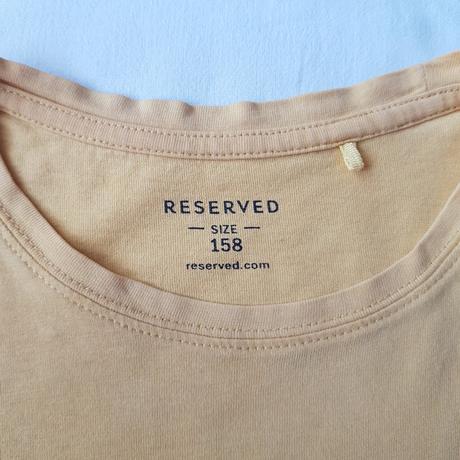 RESERVED
— SIZE —
158
reserved.com